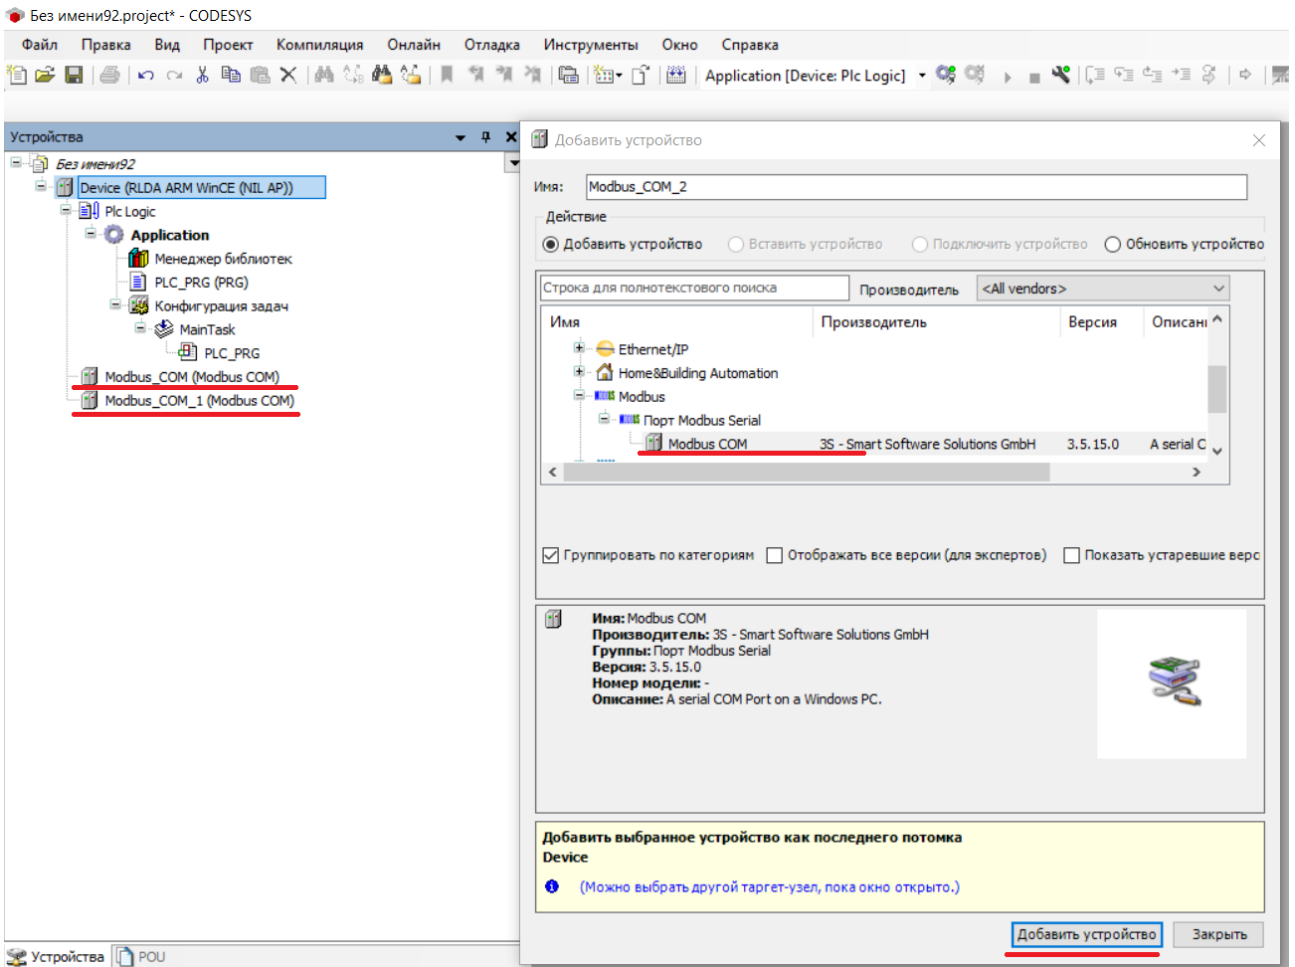 Без имени92.project* - CODESYS
Файл Правка Вид Проект Компиляция Онлайн Отладка Инструменты Окно Справка
Application [Device: Plc Logic]
Устройства
Без имени92
Device (RLDA ARM WinCE (NIL AP))
Plc Logic
Application
Менеджер библиотек
PLC_PRG (PRG)
Конфигурация задач
MainTask
PLC_PRG
Modbus_COM (Modbus COM)
Modbus_COM_1 (Modbus COM)
Устройства POU
Добавить устройство
Имя: Modbus_COM_2
Действие
Добавить устройство Вставить устройство Подключить устройство Обновить устройство
Строка для полнотекстового поиска Производитель <All vendors>
Имя Производитель Версия Описан
Ethernet/IP
Home&Building Automation
Modbus
Порт Modbus Serial
Modbus COM 3S - Smart Software Solutions GmbH 3.5.15.0 A serial C
Группировать по категориям Отображать все версии (для экспертов) Показать устаревшие верс
Имя: Modbus COM
Производитель: 3S - Smart Software Solutions GmbH
Группы: Порт Modbus Serial
Версия: 3.5.15.0
Номер модели: -
Описание: A serial COM Port on a Windows PC.
Добавить выбранное устройство как последнего потомка
Device
(Можно выбрать другой таргет-узел, пока окно открыто.)
Добавить устройство Закрыть